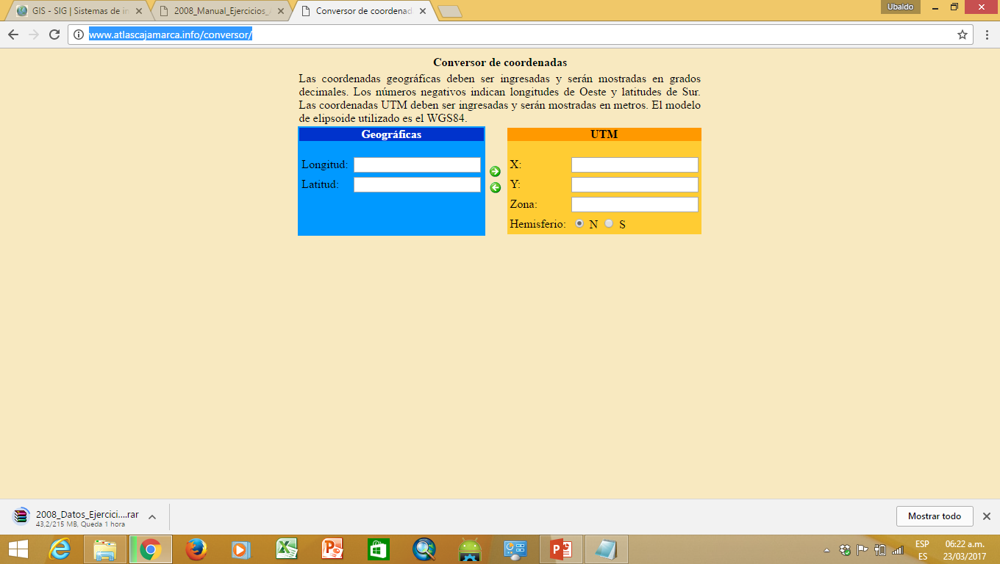 GIS - SIG | Sistemas de in
2008_Manual_Ejercicios_
Conversor de coordenad
Ubaldo
www.atlascajamarca.info/conversor/
Conversor de coordenadas
Las coordenadas geográficas deben ser ingresadas y serán mostradas en grados
decimales. Los números negativos indican longitudes de Oeste y latitudes de Sur.
Las coordenadas UTM deben ser ingresadas y serán mostradas en metros. El modelo
de elipsoide utilizado es el WGS84.
Geográficas
Longitud:
Latitud:
UTM
X:
Y:
Zona:
Hemisferio: N S
2008_Datos_Ejercici....rar
43,2/215 MB, Queda 1 hora
Mostrar todo
ESP 06:22 a.m.
ES 23/03/2017